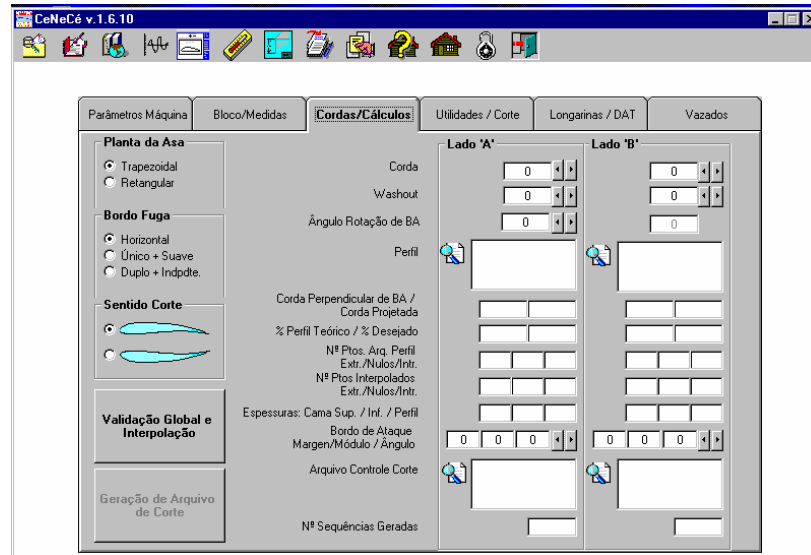 CeNeCé v.1.6.10
Parâmetros Máquina
Bloco/Medidas
Cordas/Cálculos
Utilidades / Corte
Longarinas / DAT
Vazados
Planta da Asa
Trapezoidal
Retangular
Bordo Fuga
Horizontal
Único + Suave
Duplo + Indpdte.
Sentido Corte
Validação Global e
Interpolação
Geração de Arquivo
de Corte
Lado 'A'
Lado 'B'
Corda
0
0
Washout
0
0
Ângulo Rotação de BA
0
0
Perfil
Corda Perpendicular de BA /
Corda Projetada
% Perfil Teórico / % Desejado
Nº Ptos. Arq. Perfil
Extr./Nulos/Intr.
Nº Ptos Interpolados
Extr./Nulos/Intr.
Espessuras: Cama Sup. / Inf. / Perfil
Bordo de Ataque
Margen/Módulo / Ângulo
0 0 0
0 0 0
Arquivo Controle Corte
Nº Sequências Geradas